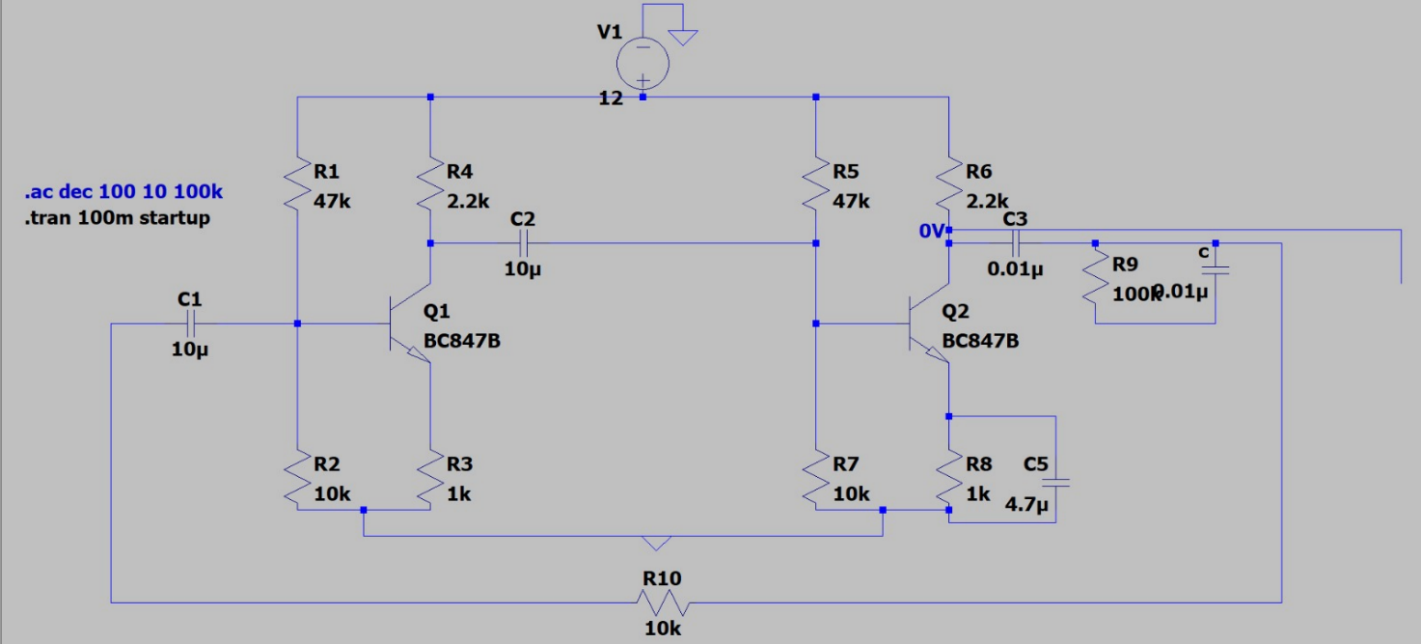 V1
12
.ac dec 100 10 100k
.tran 100m startup
R1
47k
R4
2.2k
C2
10µ
R5
47k
R6
2.2k
C3
0V
0.01µ
R9
100k
c
0.01µ
C1
10µ
Q1
BC847B
Q2
BC847B
R2
10k
R3
1k
R7
10k
R8
1k
C5
4.7µ
R10
10k